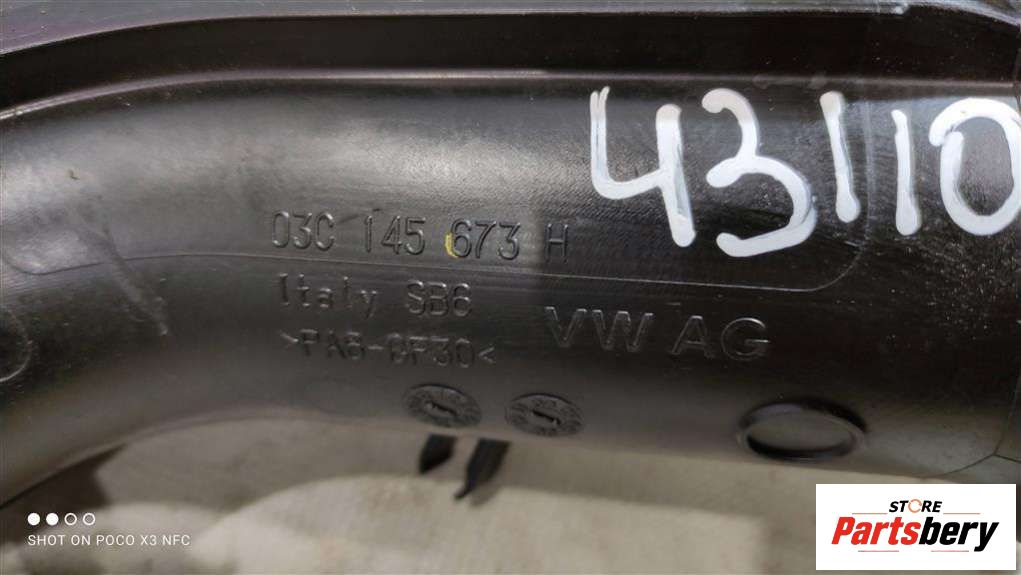 43110
03C 145 673 H
Italy SB6
VW AG
>PA6-GF30<
SHOT ON POCO X3 NFC
STORE
Partsbery